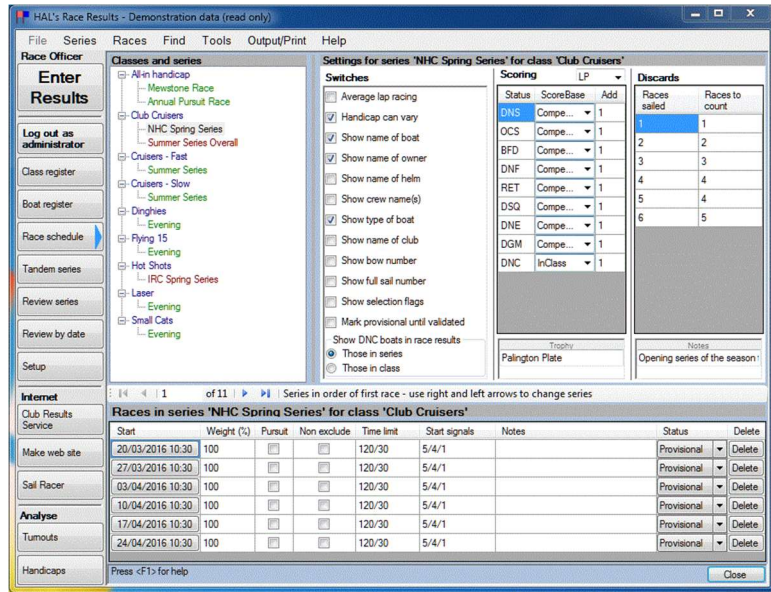 HAL's Race Results - Demonstration data (read only)
File Series Races Find Tools Output/Print Help
Race Officer
Enter
Results
Log out as
administrator
Class register
Boat register
Race schedule
Tandem series
Review series
Review by date
Setup
Internet
Club Results
Service
Make web site
Sail Racer
Analyse
Turnouts
Handicaps
Classes and series
All-in handicap
Mewstone Race
Annual Pursuit Race
Club Cruisers
NHC Spring Series
Summer Series Overall
Cruisers - Fast
Summer Series
Cruisers - Slow
Summer Series
Dinghies
Evening
Flying 15
Evening
Hot Shots
IRC Spring Series
Laser
Evening
Small Cats
Evening
Settings for series 'NHC Spring Series' for class 'Club Cruisers'
Switches
Average lap racing
Handicap can vary
Show name of boat
Show name of owner
Show name of helm
Show crew name(s)
Show type of boat
Show name of club
Show bow number
Show full sail number
Show selection flags
Mark provisional until validated
Show DNC boats in race results
Those in series
Those in class
Scoring LP
Status ScoreBase Add
DNS Compe... 1
OCS Compe... 1
BFD Compe... 1
DNF Compe... 1
RET Compe... 1
DSQ Compe... 1
DNE Compe... 1
DGM Compe... 1
DNC InClass 1
Trophy
Palington Plate
Discards
Races sailed Races to count
1 1
2 2
3 3
4 4
5 4
6 5
Notes
Opening series of the season
1 of 11 Series in order of first race - use right and left arrows to change series
Races in series 'NHC Spring Series' for class 'Club Cruisers'
Start Weight (%) Pursuit Non exclude Time limit Start signals Notes Status Delete
20/03/2016 10:30 100 120/30 5/4/1 Provisional Delete
27/03/2016 10:30 100 120/30 5/4/1 Provisional Delete
03/04/2016 10:30 100 120/30 5/4/1 Provisional Delete
10/04/2016 10:30 100 120/30 5/4/1 Provisional Delete
17/04/2016 10:30 100 120/30 5/4/1 Provisional Delete
24/04/2016 10:30 100 120/30 5/4/1 Provisional Delete
Press <F1> for help
Close